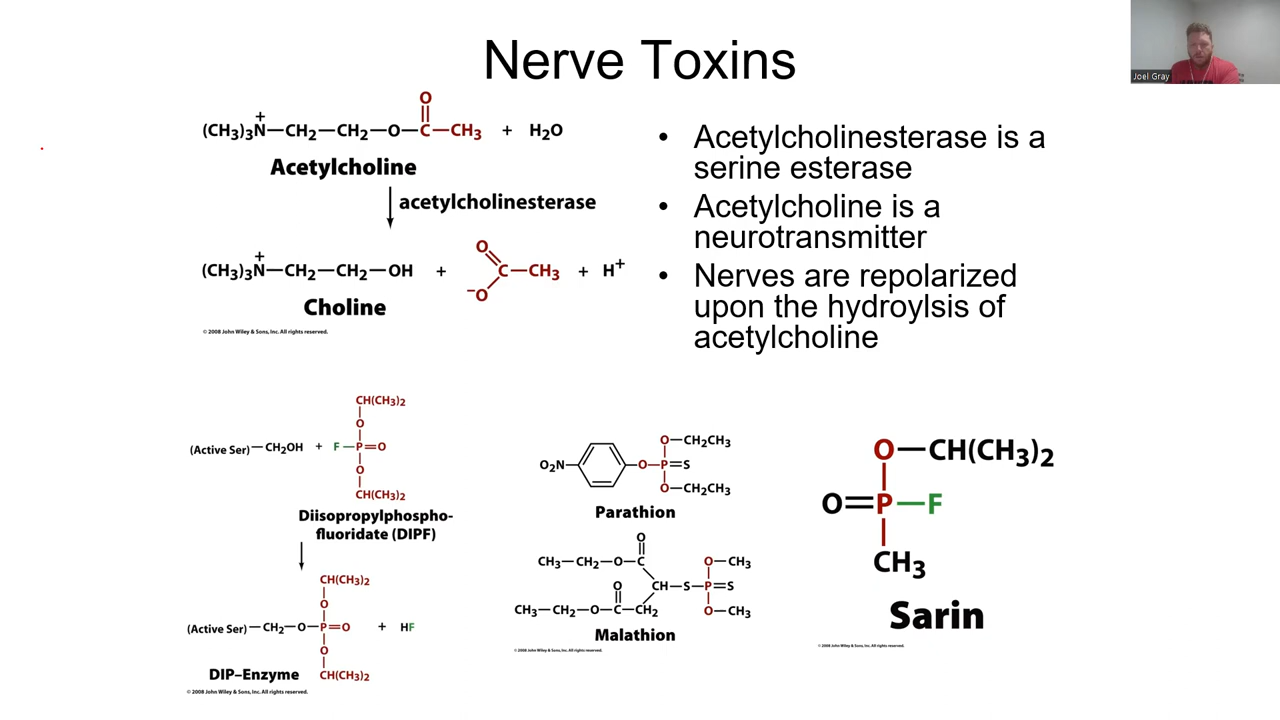 Nerve Toxins
Joel Gray
O
(CH3)3N+—CH2—CH2—O—C—CH3 + H2O
Acetylcholine
acetylcholinesterase
(CH3)3N+—CH2—CH2—OH + O C—CH3 −O + H+
Choline
© 2008 John Wiley & Sons, Inc. All rights reserved.
• Acetylcholinesterase is a
serine esterase
• Acetylcholine is a
neurotransmitter
• Nerves are repolarized
upon the hydroylsis of
acetylcholine
CH(CH3)2
O
(Active Ser)—CH2OH + F—P=O
O
CH(CH3)2
Diisopropylphospho-
fluoridate (DIPF)
CH(CH3)2
O
(Active Ser)—CH2—O—P=O + HF
O
CH(CH3)2
DIP–Enzyme
© 2008 John Wiley & Sons, Inc. All rights reserved.
O—CH2CH3
O2N O—P=S
O—CH2CH3
Parathion
O
CH3—CH2—O—C O—CH3
O CH—S—P=S
CH3—CH2—O—C—CH2 O—CH3
Malathion
© 2008 John Wiley & Sons, Inc. All rights reserved.
O—CH(CH3)2
O=P—F
CH3
Sarin
© 2008 John Wiley & Sons, Inc. All rights reserved.